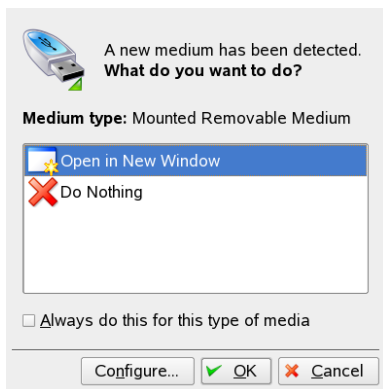 A new medium has been detected.
What do you want to do?
Medium type: Mounted Removable Medium
Open in New Window
Do Nothing
Always do this for this type of media
Configure... OK Cancel